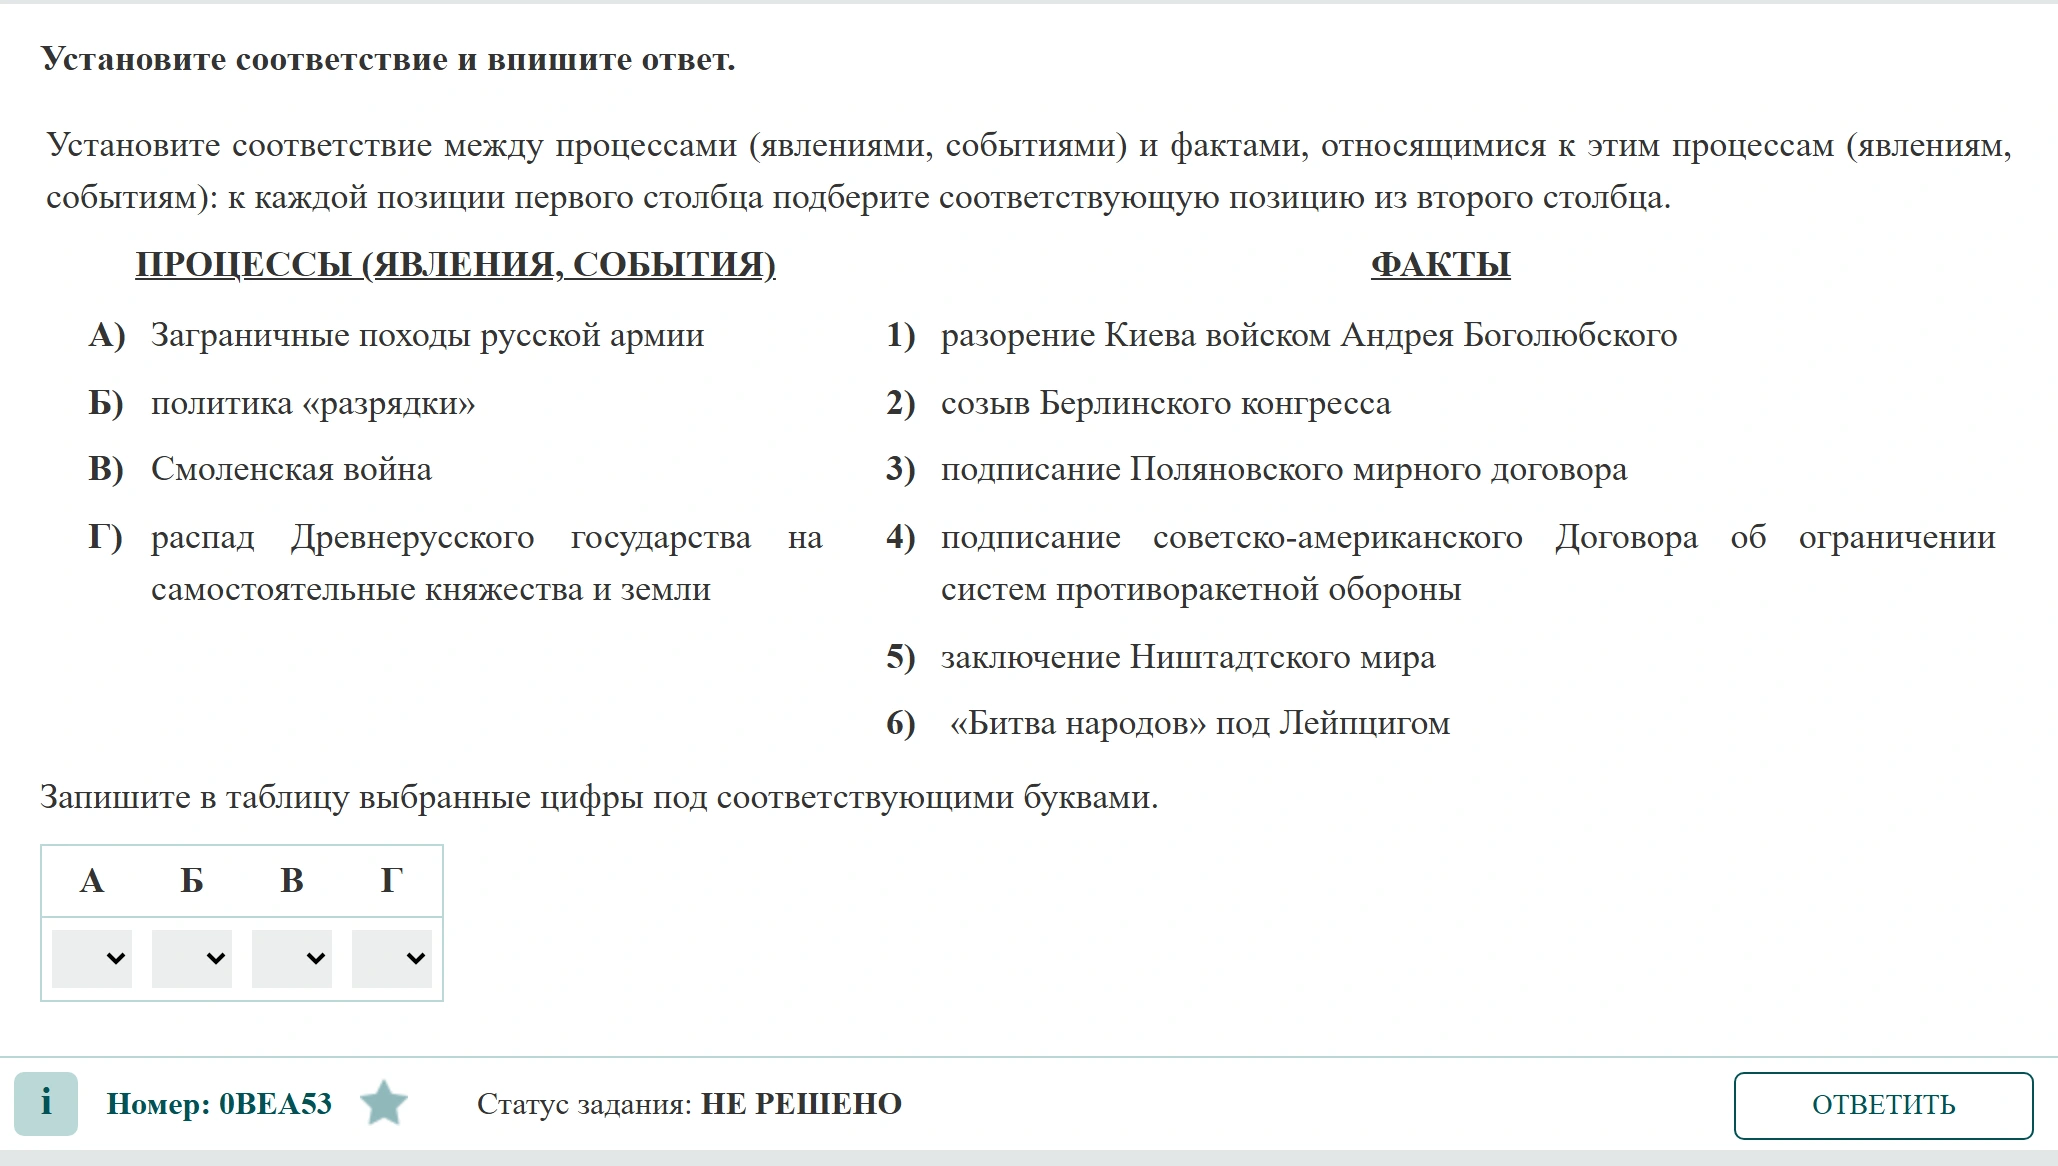 Установите соответствие и впишите ответ.
Установите соответствие между процессами (явлениями, событиями) и фактами, относящимися к этим процессам (явлениям,
событиям): к каждой позиции первого столбца подберите соответствующую позицию из второго столбца.
ПРОЦЕССЫ (ЯВЛЕНИЯ, СОБЫТИЯ)
А) Заграничные походы русской армии
Б) политика «разрядки»
В) Смоленская война
Г) распад Древнерусского государства на
самостоятельные княжества и земли
ФАКТЫ
1) разорение Киева войском Андрея Боголюбского
2) созыв Берлинского конгресса
3) подписание Поляновского мирного договора
4) подписание советско-американского Договора об ограничении
систем противоракетной обороны
5) заключение Ништадтского мира
6) «Битва народов» под Лейпцигом
Запишите в таблицу выбранные цифры под соответствующими буквами.
А Б В Г
i Номер: 0BEA53 Статус задания: НЕ РЕШЕНО ОТВЕТИТЬ